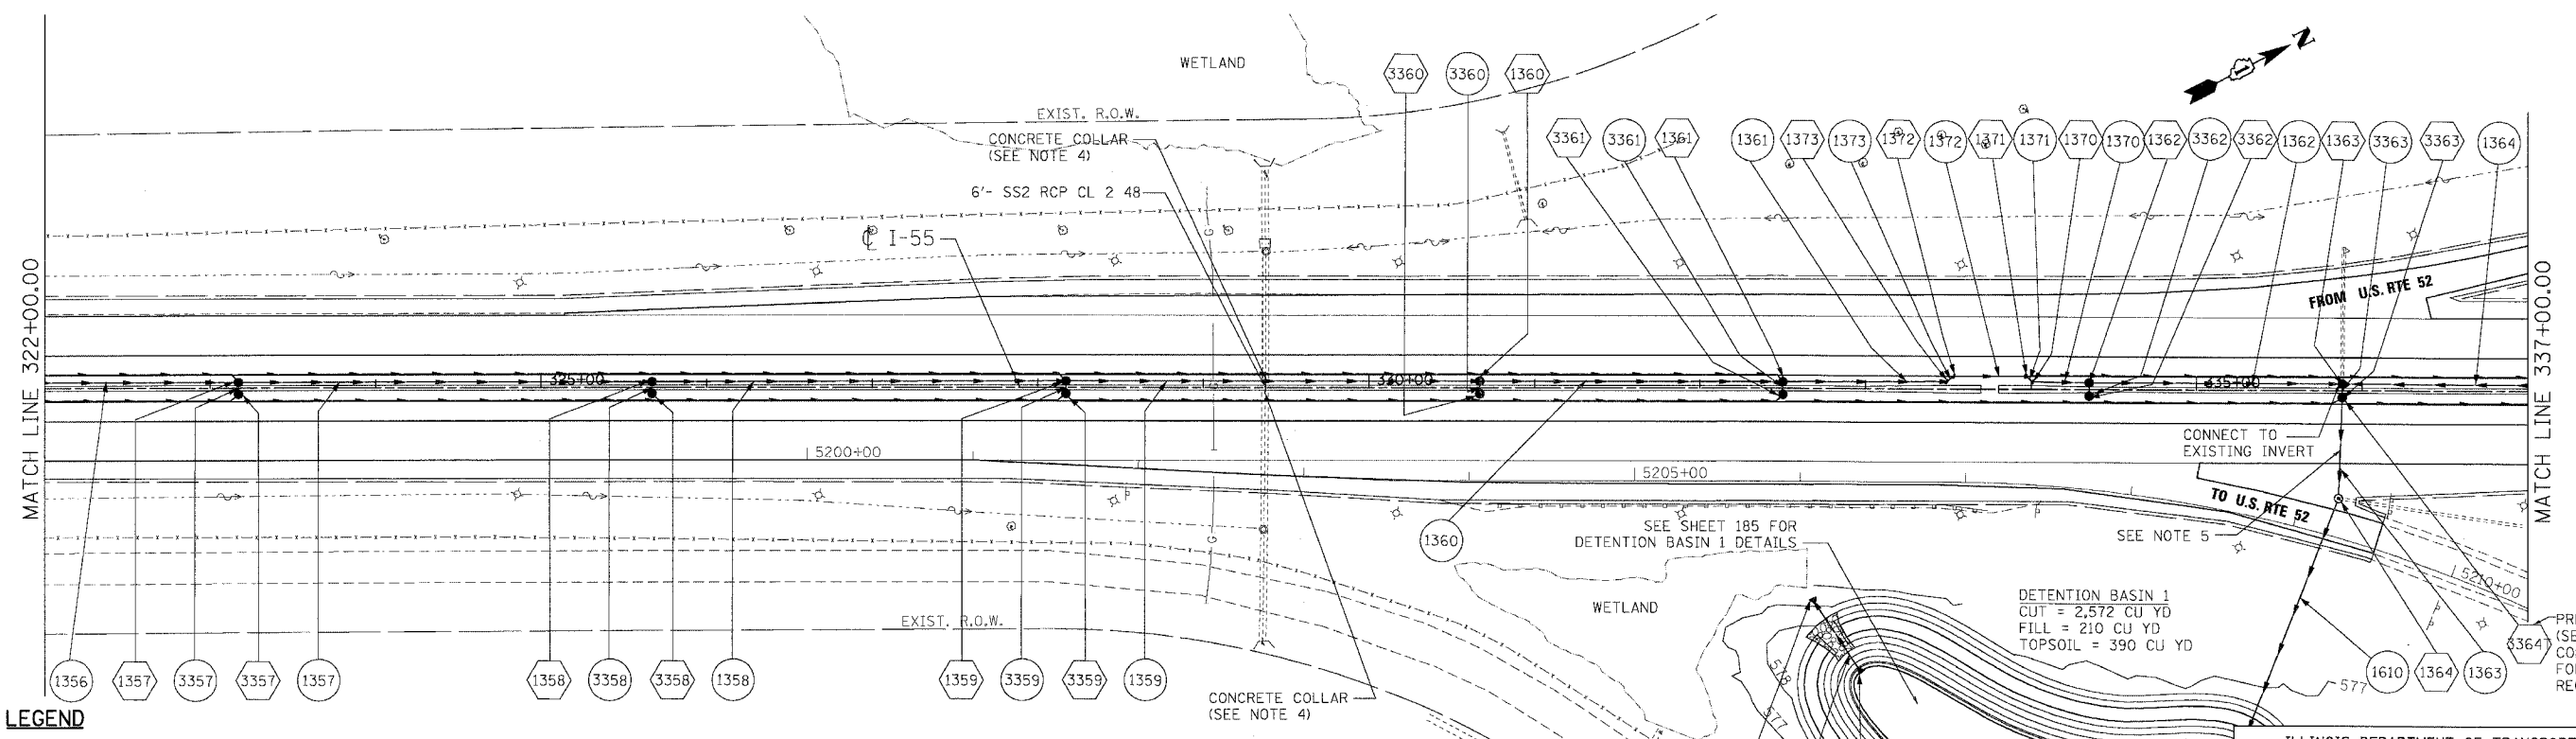 N
WETLAND
3360
3360
1360
EXIST. R.O.W.
CONCRETE COLLAR
(SEE NOTE 4)
3361
3361
1361
1361
1373
1373
1372
1372
1371
1371
1370
1370
1362
3362
3362
1362
1363
3363
3363
1364
6'- SS2 RCP CL 2 48
℄ I-55
G
FROM U.S. RTE 52
MATCH LINE 322+00.00
MATCH LINE 337+00.00
325+00
330+00
335+00
5200+00
5205+00
CONNECT TO
EXISTING INVERT
TO U.S. RTE 52
SEE NOTE 5
1360
SEE SHEET 185 FOR
DETENTION BASIN 1 DETAILS
G
5210+00
WETLAND
DETENTION BASIN 1
CUT = 2,572 CU YD
FILL = 210 CU YD
TOPSOIL = 390 CU YD
EXIST. R.O.W.
3364
1356
1357
3357
3357
1357
1358
3358
3358
1358
1359
3359
3359
1359
578
577
577
1610
1364
1363
CONCRETE COLLAR
(SEE NOTE 4)
LEGEND